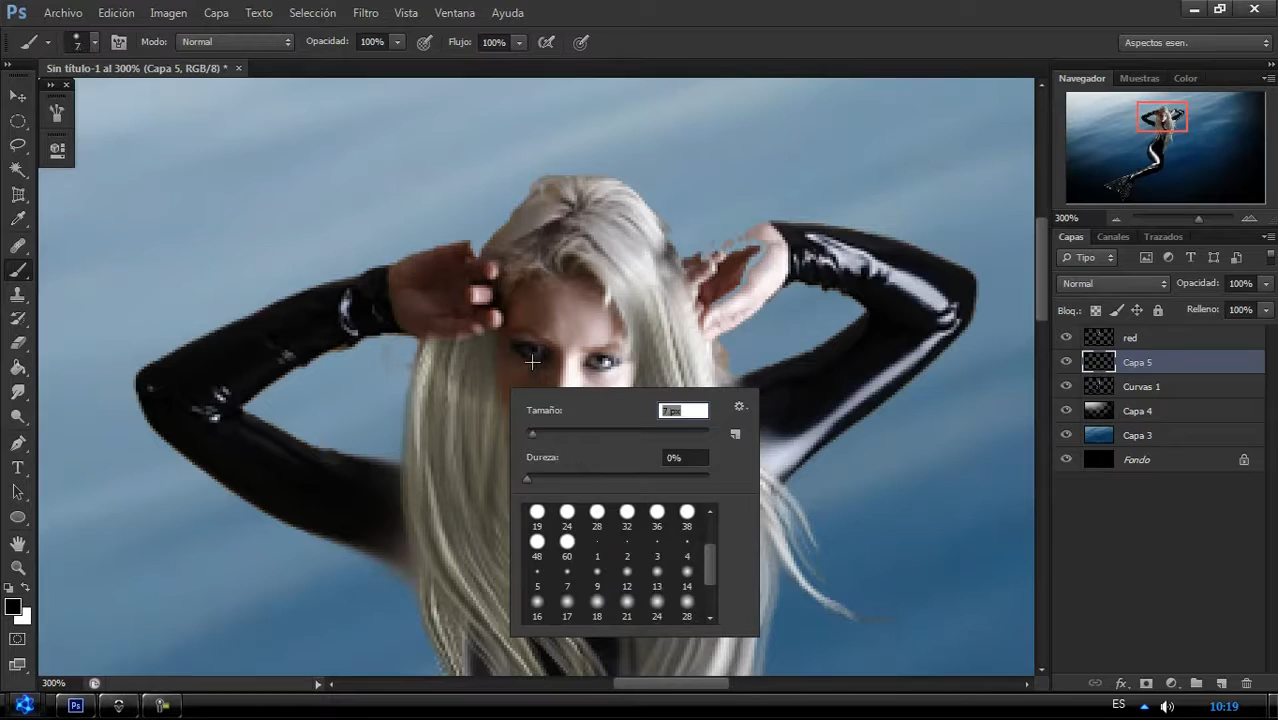 Ps Archivo Edición Imagen Capa Texto Selección Filtro Vista Ventana Ayuda
7 Modo: Normal Opacidad: 100% Flujo: 100% Aspectos esen.
Sin título-1 al 300% (Capa 5, RGB/8) * ×
Navegador Muestras Color
300%
Capas Canales Trazados
Tipo
Normal Opacidad: 100%
Bloq.: Relleno: 100%
red
Capa 5
Curvas 1
Capa 4
Capa 3
Fondo
Tamaño: 7 px
Dureza: 0%
19 24 28 32 36 38
48 60 1 2 3 4
5 7 9 12 13 14
16 17 18 21 24 28
300%
fx
Ps ES 10:19